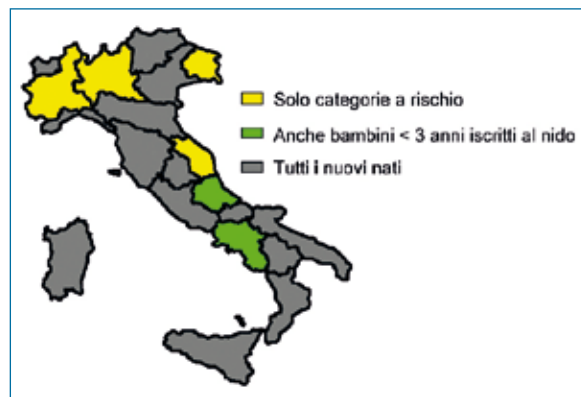 Solo categorie a rischio
Anche bambini < 3 anni iscritti al nido
Tutti i nuovi nati